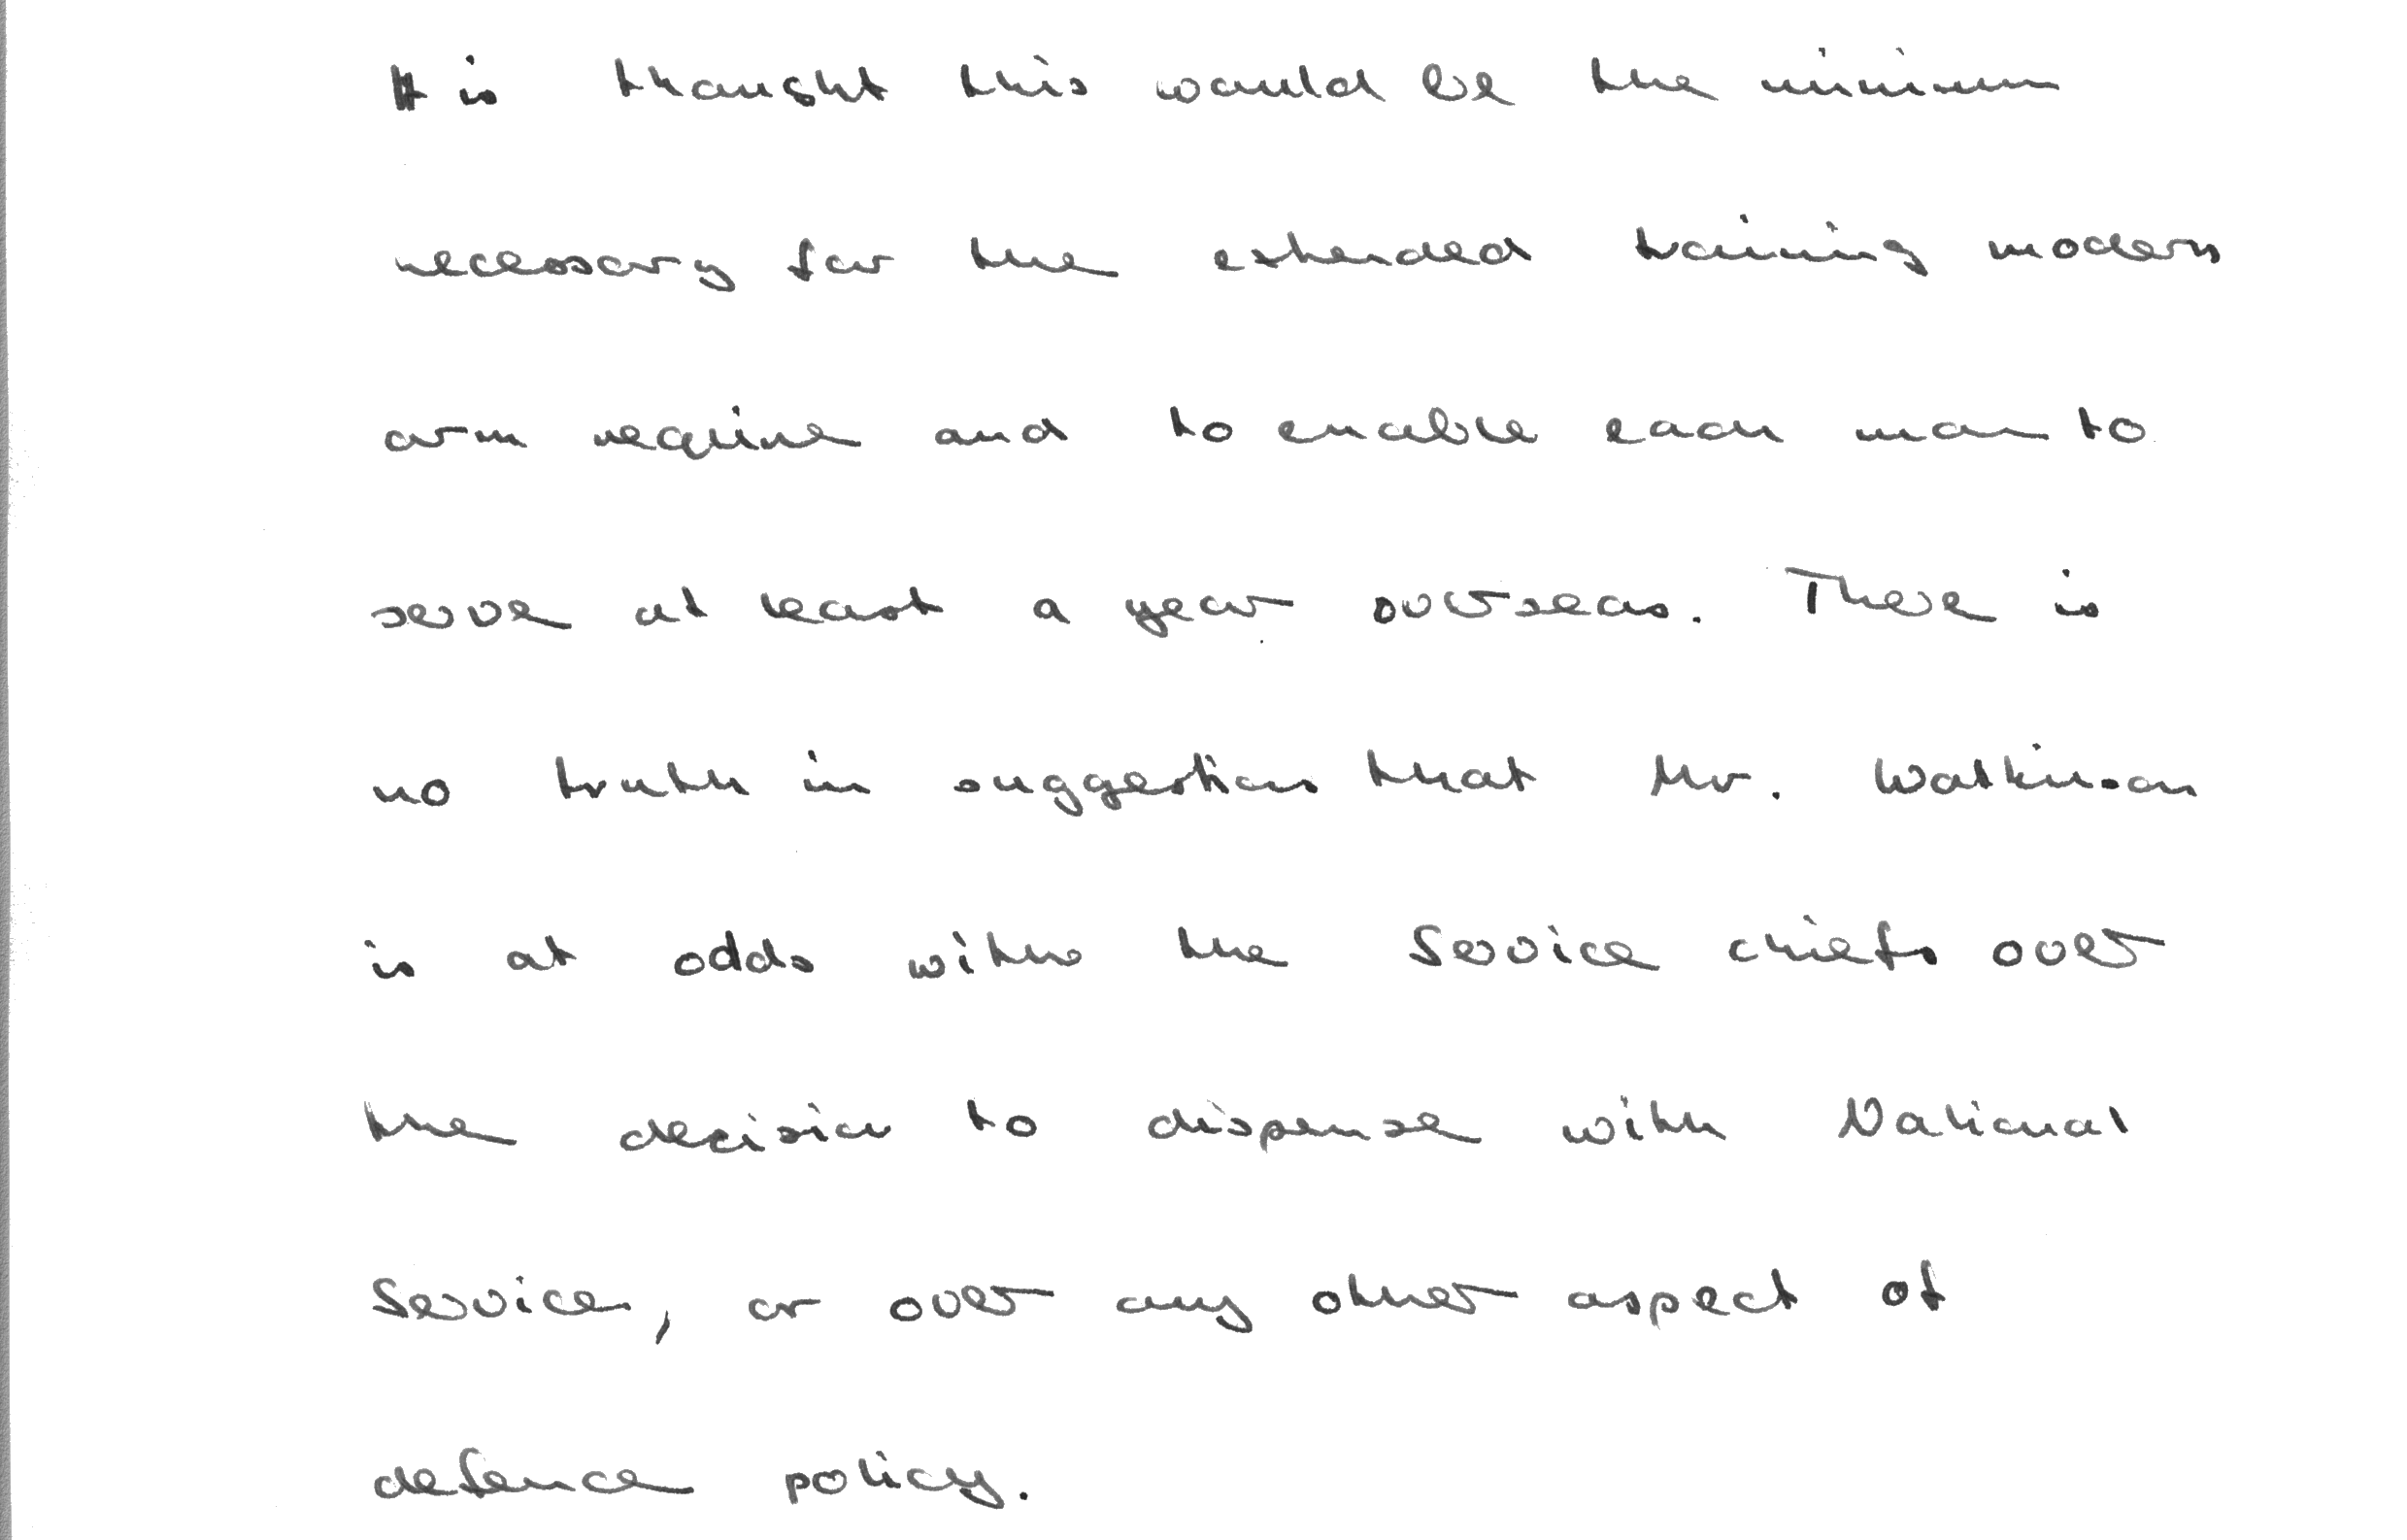 It is thought this would be the minimum
necessary for the extended training modern
arm require and to enable each man to
serve at least a year overseas. There is
no truth in suggestions that Mr. Watkinson
is at odds with the Service chiefs over
the decision to dispense with National
Service, or over any other aspect of
defence policy.